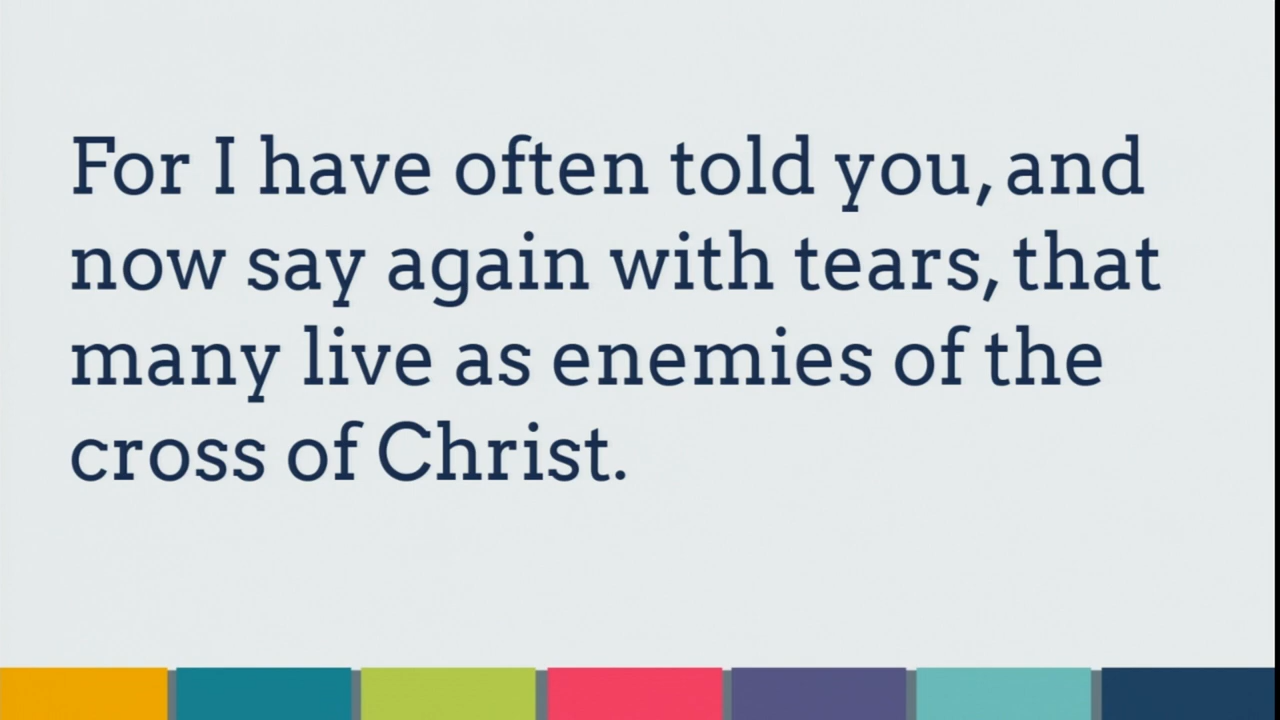 For I have often told you, and
now say again with tears, that
many live as enemies of the
cross of Christ.